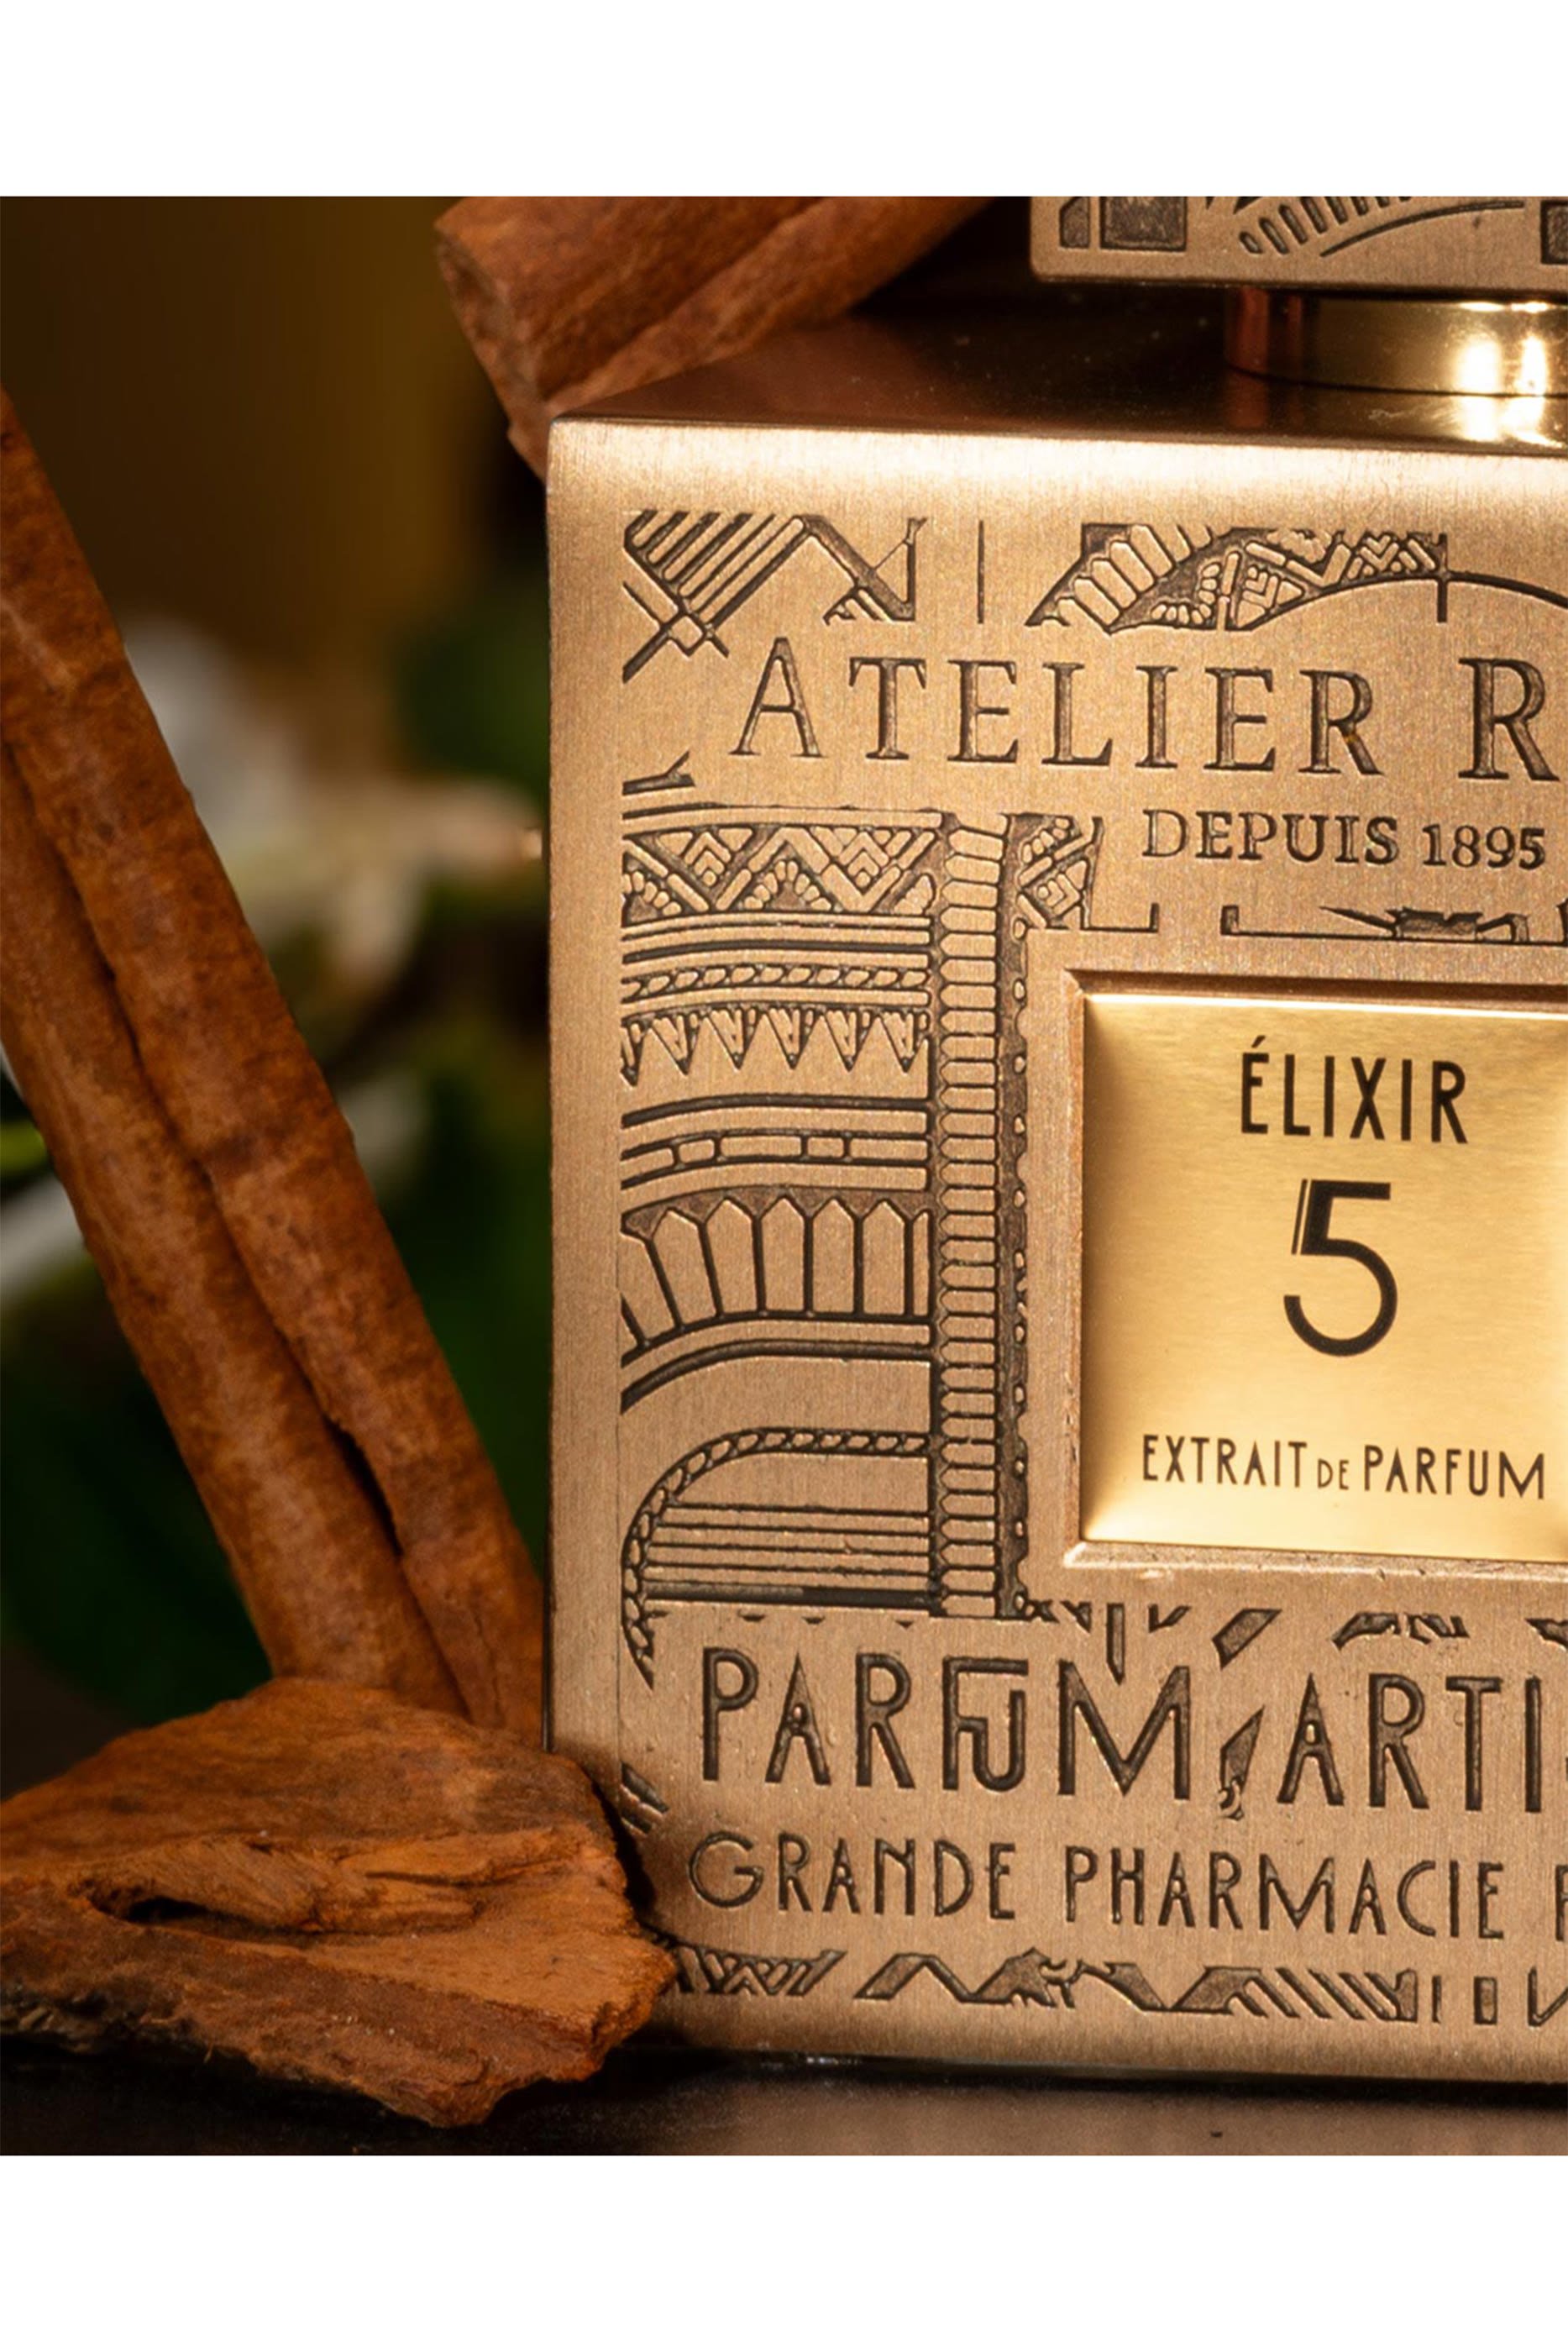 ATELIER R
DEPUIS 1895
ÉLIXIR
5
EXTRAIT DE PARFUM
PARFUM ARTI
GRANDE PHARMACIE